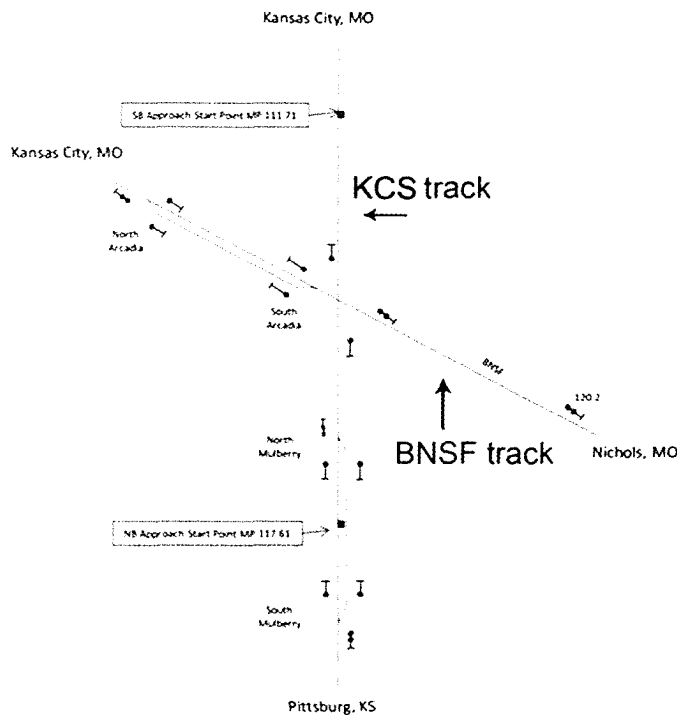 Kansas City, MO
SB Approach Start Point MP 111.71
Kansas City, MO
KCS track
North
Arcadia
South
Arcadia
BNSF
120.2
North
Mulberry
BNSF track
Nichols, MO
NB Approach Start Point MP 117.61
South
Mulberry
Pittsburg, KS